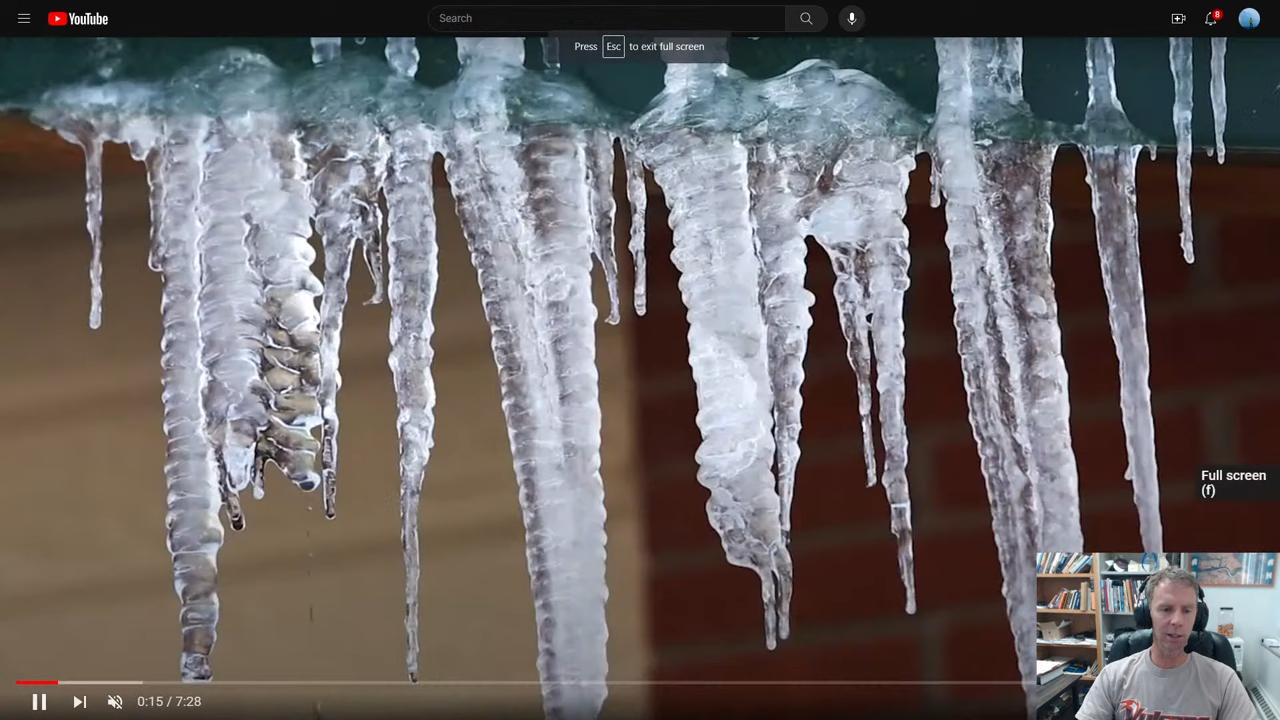 YouTube
Search
8
Press Esc to exit full screen
Full screen
(f)
0:15 / 7:28